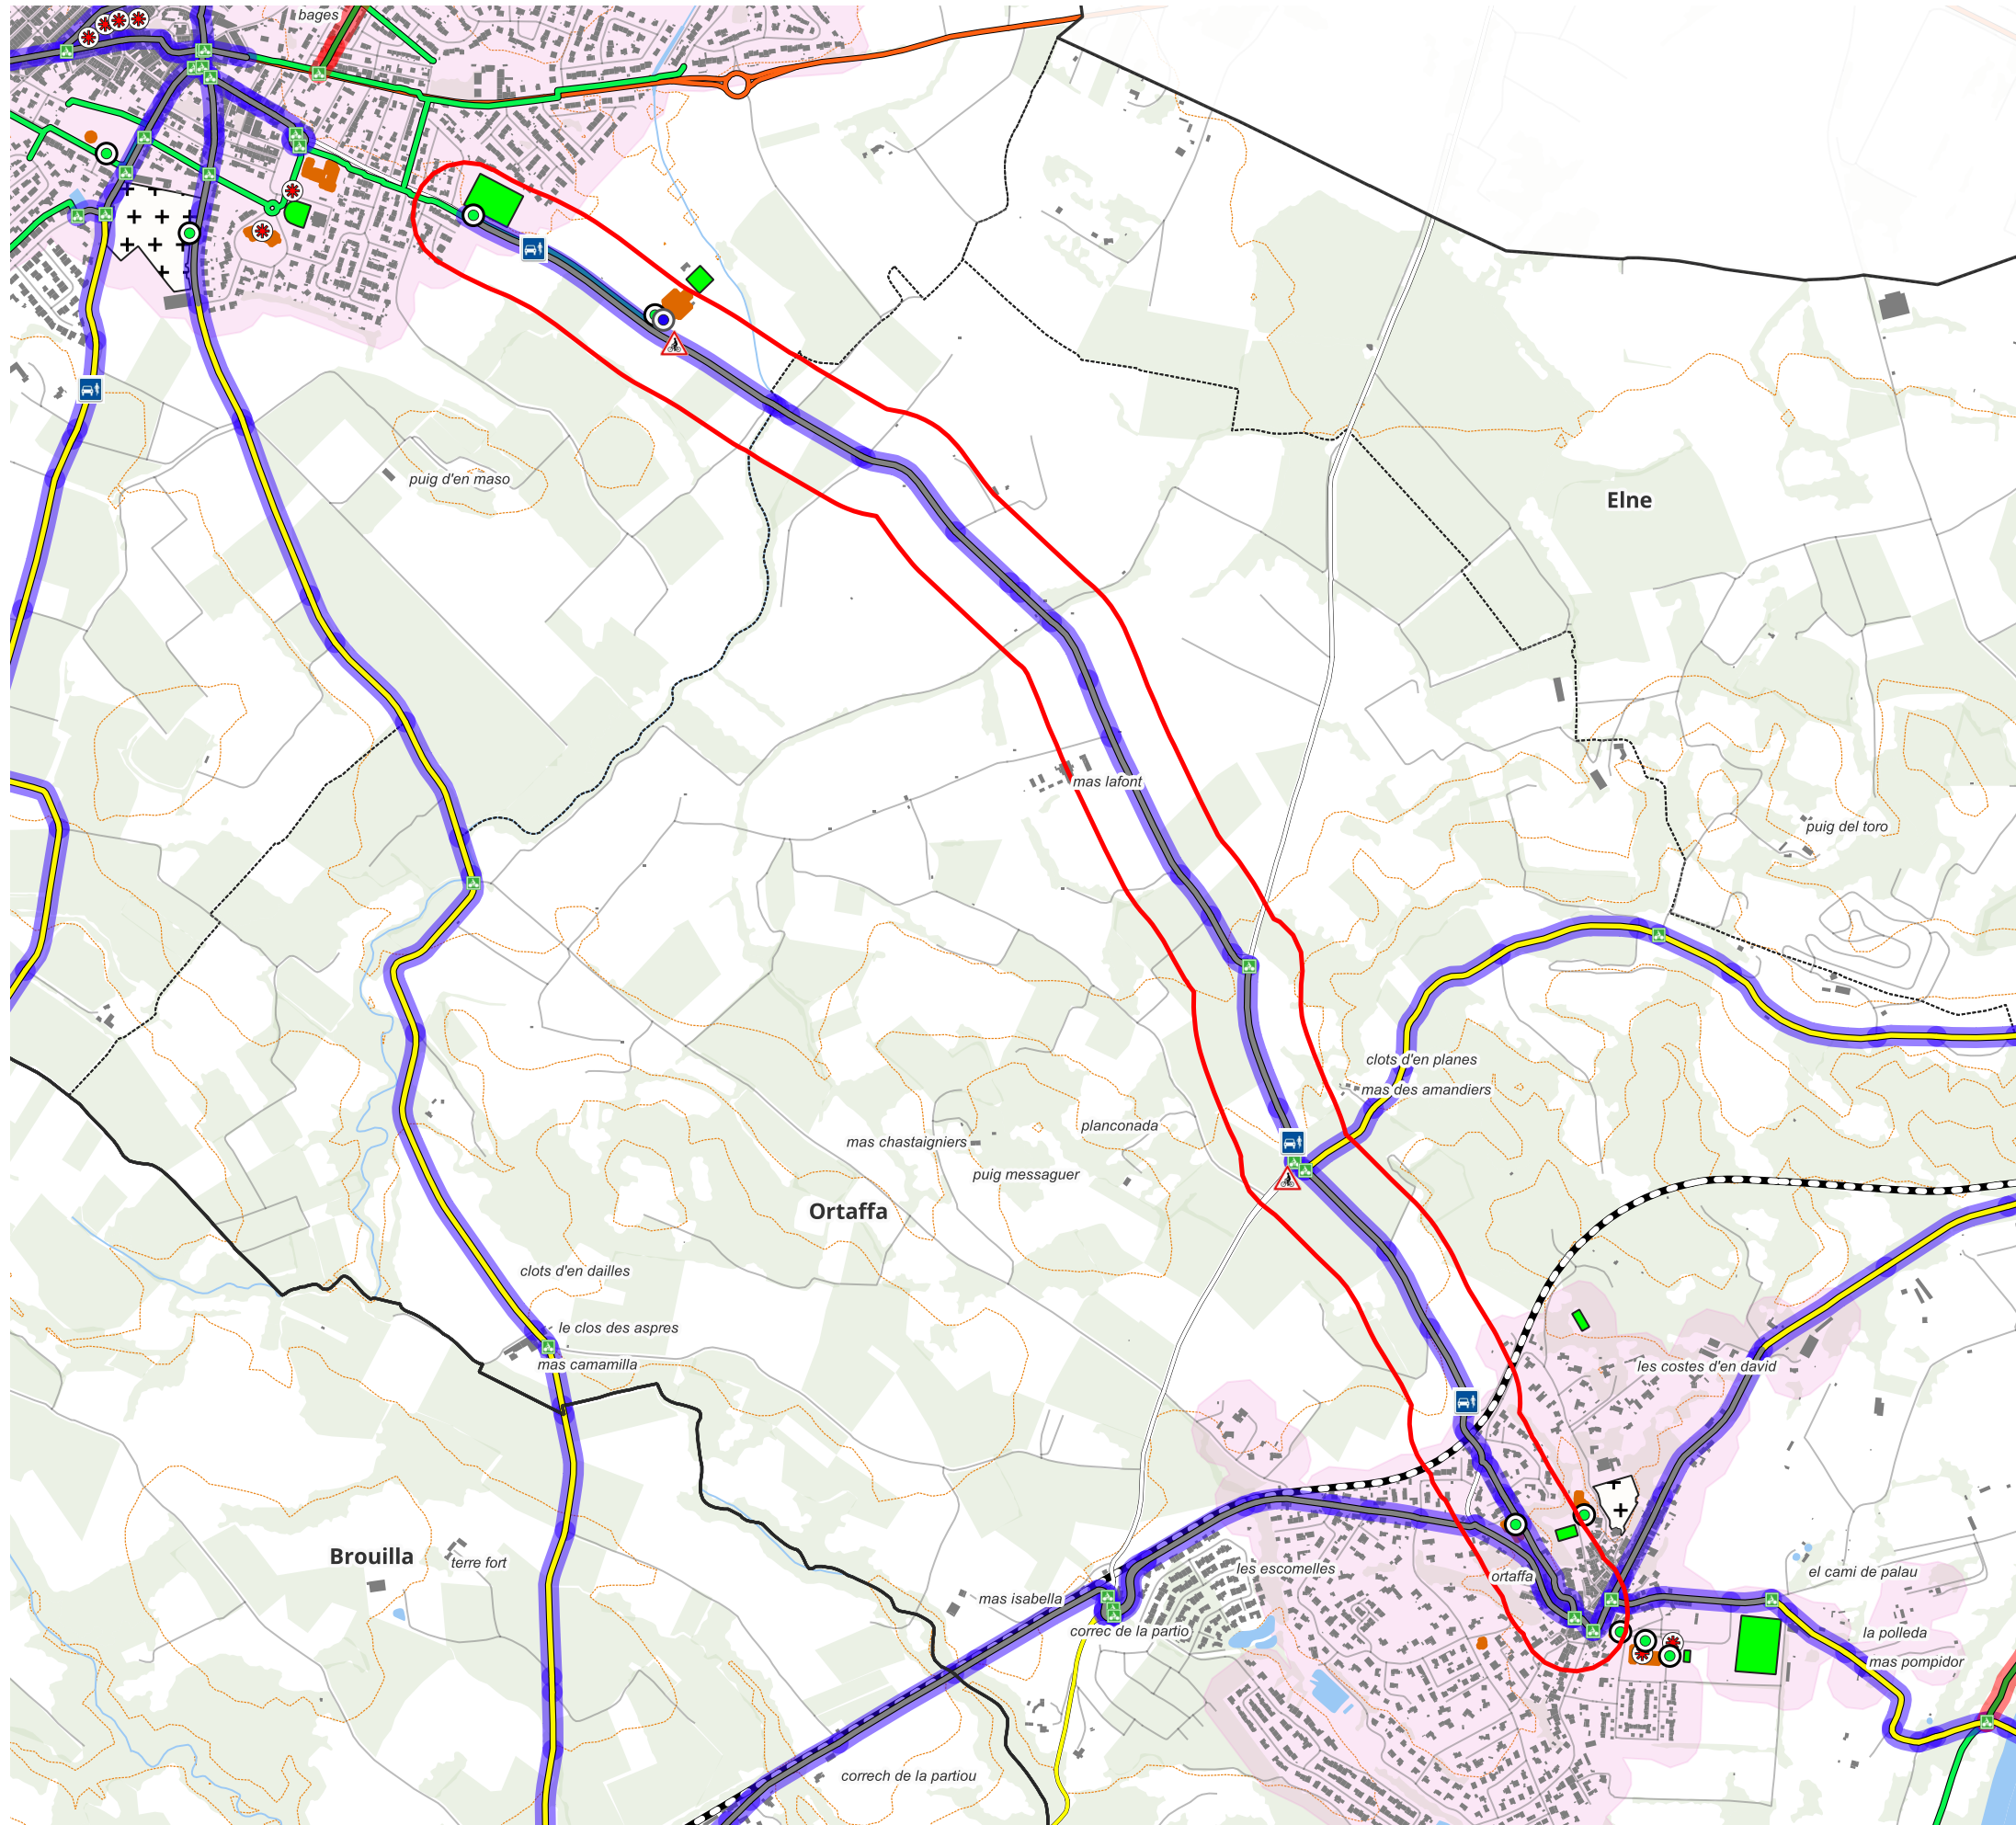 bages
puig d'en maso
Elne
mas lafont
puig del toro
clots d'en planes
mas des amandiers
planconada
mas chastaigniers
puig messaguer
Ortaffa
clots d'en dailles
le clos des aspres
mas camamilla
les costes d'en david
Brouilla
terre fort
les escomelles
ortaffa
el cami de palau
mas isabella
correc de la partio
la polleda
mas pompidor
correch de la partiou